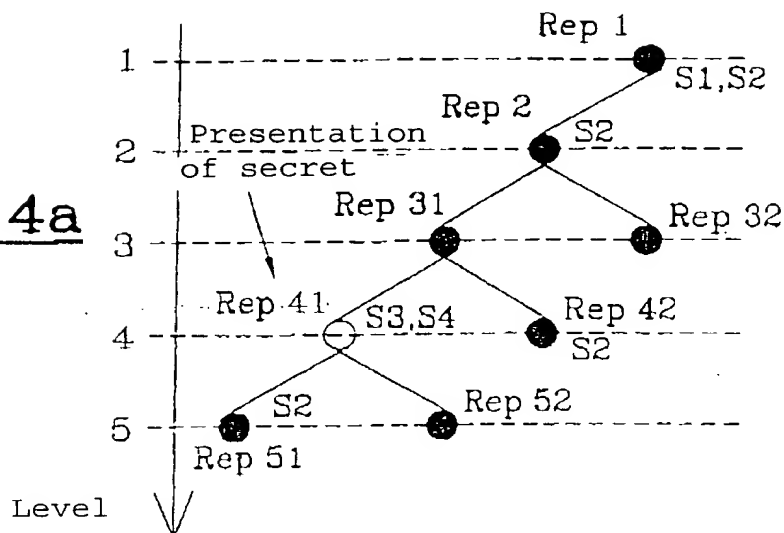 Rep 1
1
S1,S2
Rep 2
S2
Presentation
of secret
2
4a
Rep 31
Rep 32
3
Rep 41
S3,S4
Rep 42
4
S2
S2
Rep 52
5
Rep 51
Level